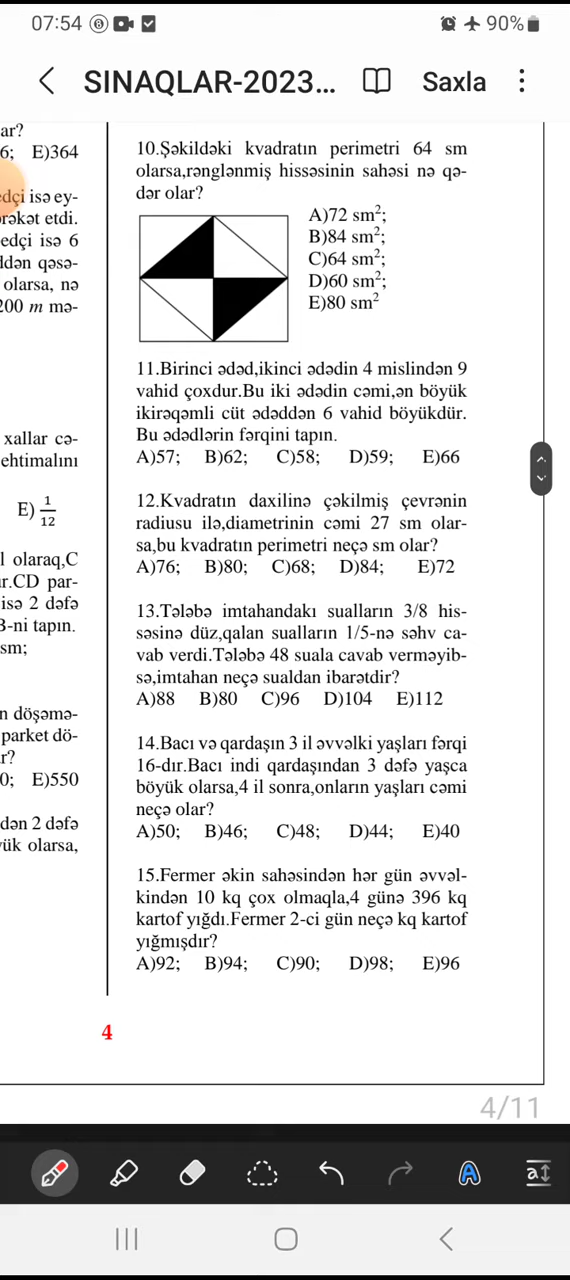 07:54
90%
SINAQLAR-2023...
Saxla
ar?
6; E)364
edçi isə ey-
ərəkət etdi.
edçi isə 6
ddən qəsə-
olarsa, nə
200 m mə-
xallar cə-
ehtimalını
E) 1/12
l olaraq,C
ır.CD par-
isə 2 dəfə
B-ni tapın.
sm;
n döşəmə-
parket dö-
r?
0; E)550
dən 2 dəfə
yük olarsa,
10.Şəkildəki kvadratın perimetri 64 sm
olarsa,rənglənmiş hissəsinin sahəsi nə qə-
dər olar?
A)72 sm²;
B)84 sm²;
C)64 sm²;
D)60 sm²;
E)80 sm²
11.Birinci ədəd,ikinci ədədin 4 mislindən 9
vahid çoxdur.Bu iki ədədin cəmi,ən böyük
ikirəqəmli cüt ədəddən 6 vahid böyükdür.
Bu ədədlərin fərqini tapın.
A)57; B)62; C)58; D)59; E)66
12.Kvadratın daxilinə çəkilmiş çevrənin
radiusu ilə,diametrinin cəmi 27 sm olar-
sa,bu kvadratın perimetri neçə sm olar?
A)76; B)80; C)68; D)84; E)72
13.Tələbə imtahandakı sualların 3/8 his-
səsinə düz,qalan sualların 1/5-nə səhv ca-
vab verdi.Tələbə 48 suala cavab verməyib-
sə,imtahan neçə sualdan ibarətdir?
A)88 B)80 C)96 D)104 E)112
14.Bacı və qardaşın 3 il əvvəlki yaşları fərqi
16-dır.Bacı indi qardaşından 3 dəfə yaşca
böyük olarsa,4 il sonra,onların yaşları cəmi
neçə olar?
A)50; B)46; C)48; D)44; E)40
15.Fermer əkin sahəsindən hər gün əvvəl-
kindən 10 kq çox olmaqla,4 günə 396 kq
kartof yığdı.Fermer 2-ci gün neçə kq kartof
yığmışdır?
A)92; B)94; C)90; D)98; E)96
4
4/11